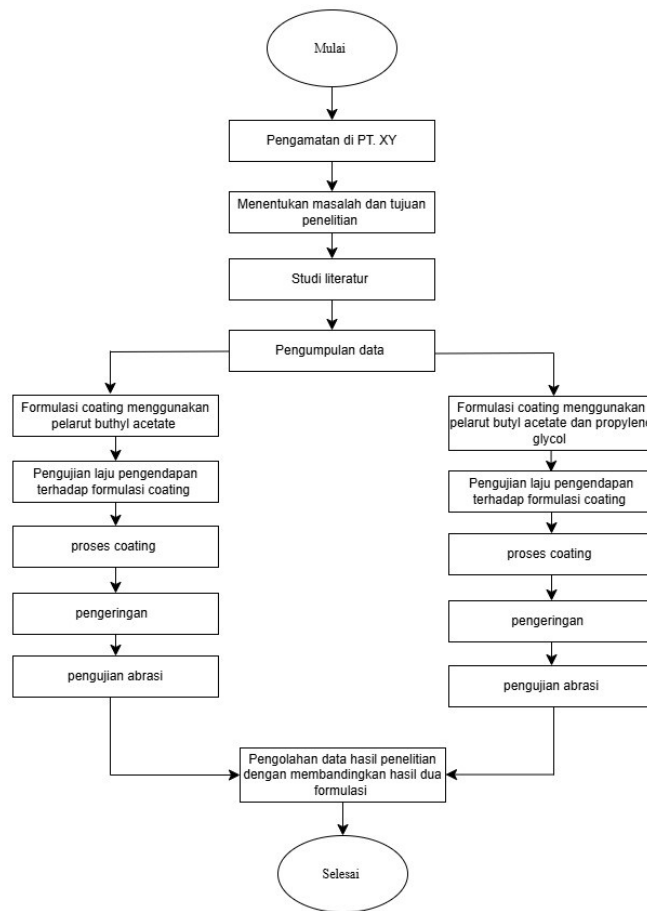 Mulai
Pengamatan di PT. XY
Menentukan masalah dan tujuan
penelitian
Studi literatur
Pengumpulan data
Formulasi coating menggunakan
pelarut buthyl acetate
Pengujian laju pengendapan
terhadap formulasi coating
proses coating
pengeringan
pengujian abrasi
Formulasi coating menggunakan
pelarut butyl acetate dan propylene
glycol
Pengujian laju pengendapan
terhadap formulasi coating
proses coating
pengeringan
pengujian abrasi
Pengolahan data hasil penelitian
dengan membandingkan hasil dua
formulasi
Selesai